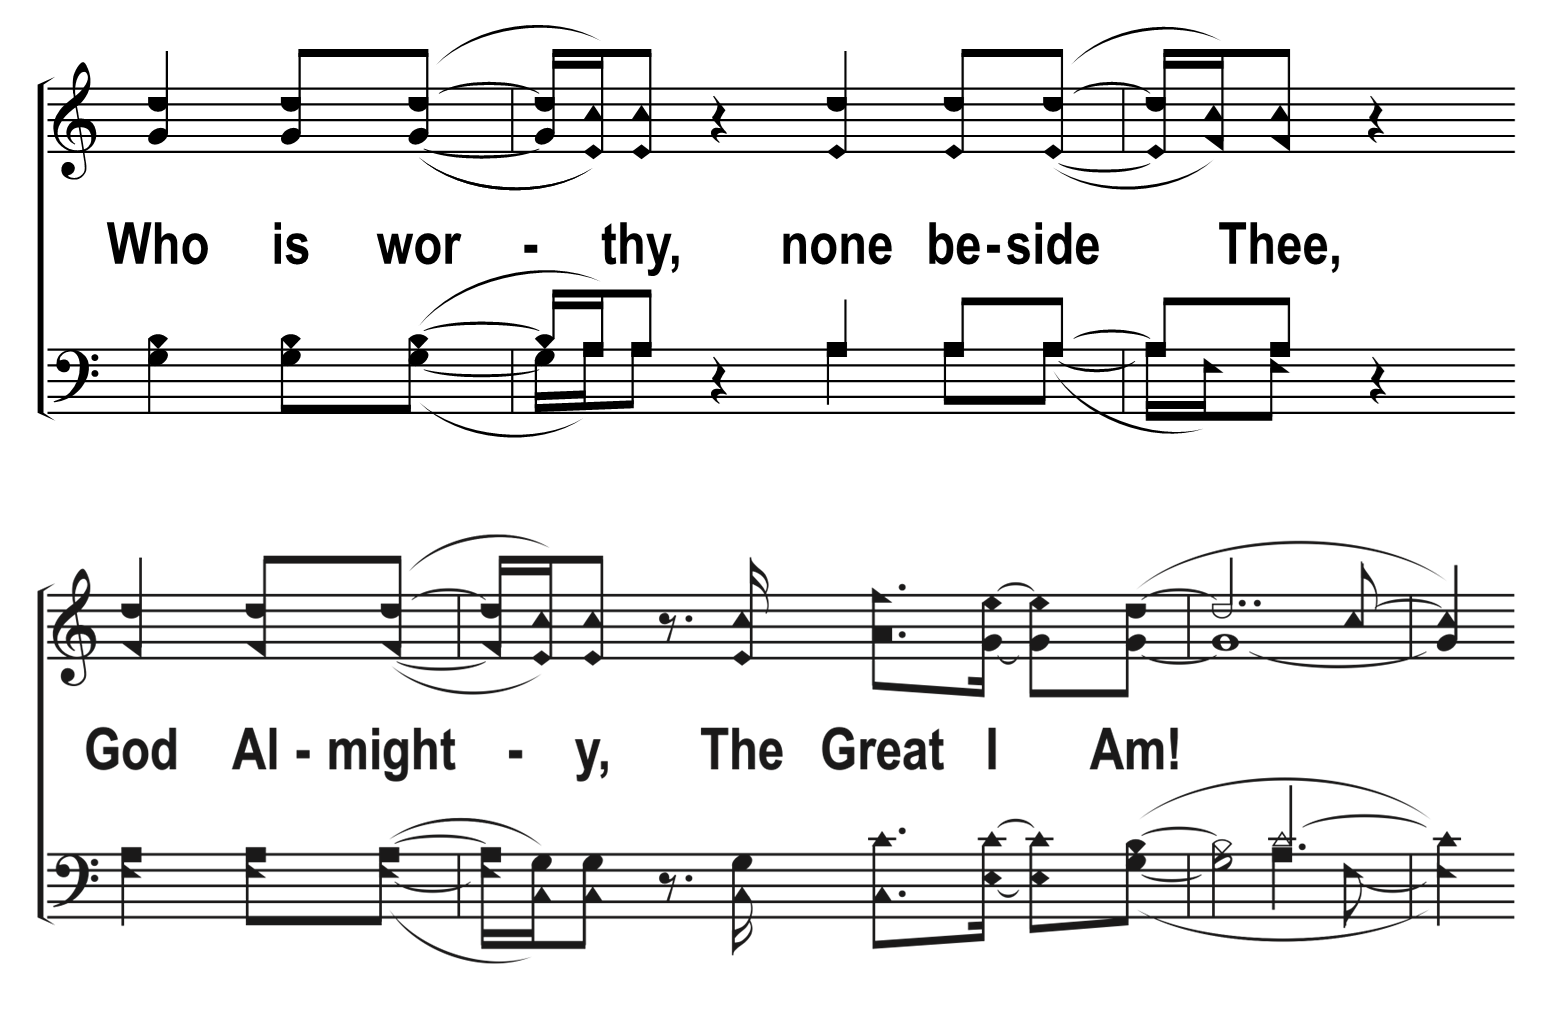 Who is wor - thy, none be-side Thee,
God Al-might - y, The Great I Am!